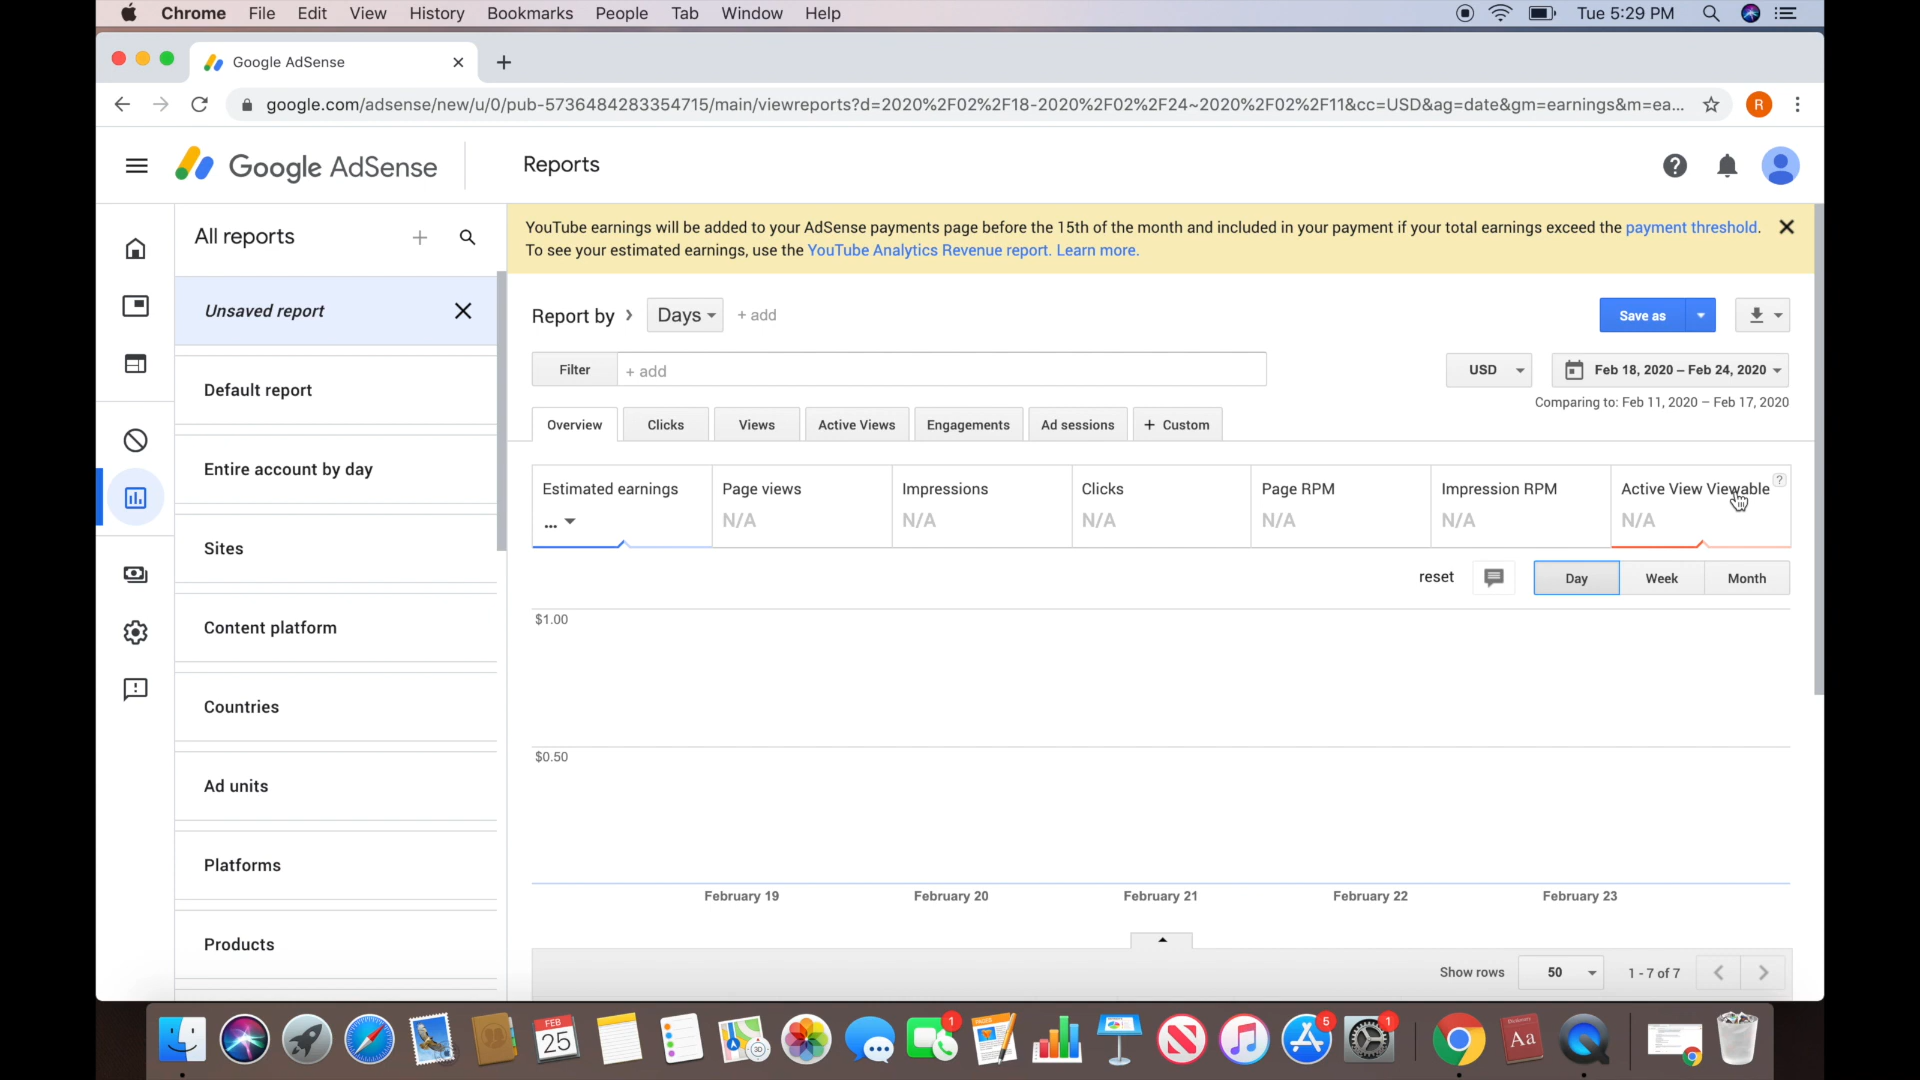 Chrome File Edit View History Bookmarks People Tab Window Help Tue 5:29 PM
Google AdSense
google.com/adsense/new/u/0/pub-5736484283354715/main/viewreports?d=2020%2F02%2F18-2020%2F02%2F24~2020%2F02%2F11&cc=USD&ag=date&gm=earnings&m=ea... R
Google AdSense Reports
All reports
YouTube earnings will be added to your AdSense payments page before the 15th of the month and included in your payment if your total earnings exceed the payment threshold.
To see your estimated earnings, use the YouTube Analytics Revenue report. Learn more.
Unsaved report
Report by › Days + add
Save as
Default report
Filter + add
USD Feb 18, 2020 – Feb 24, 2020
Comparing to: Feb 11, 2020 – Feb 17, 2020
Overview Clicks Views Active Views Engagements Ad sessions + Custom
Entire account by day
Estimated earnings Page views Impressions Clicks Page RPM Impression RPM Active View Viewable ?
... N/A N/A N/A N/A N/A N/A
Sites
reset Day Week Month
$1.00
Content platform
Countries
$0.50
Ad units
Platforms
February 19 February 20 February 21 February 22 February 23
Products
Show rows 50 1 - 7 of 7
FEB
25
30
1
PAGES
5
1
Dictionary
Aa